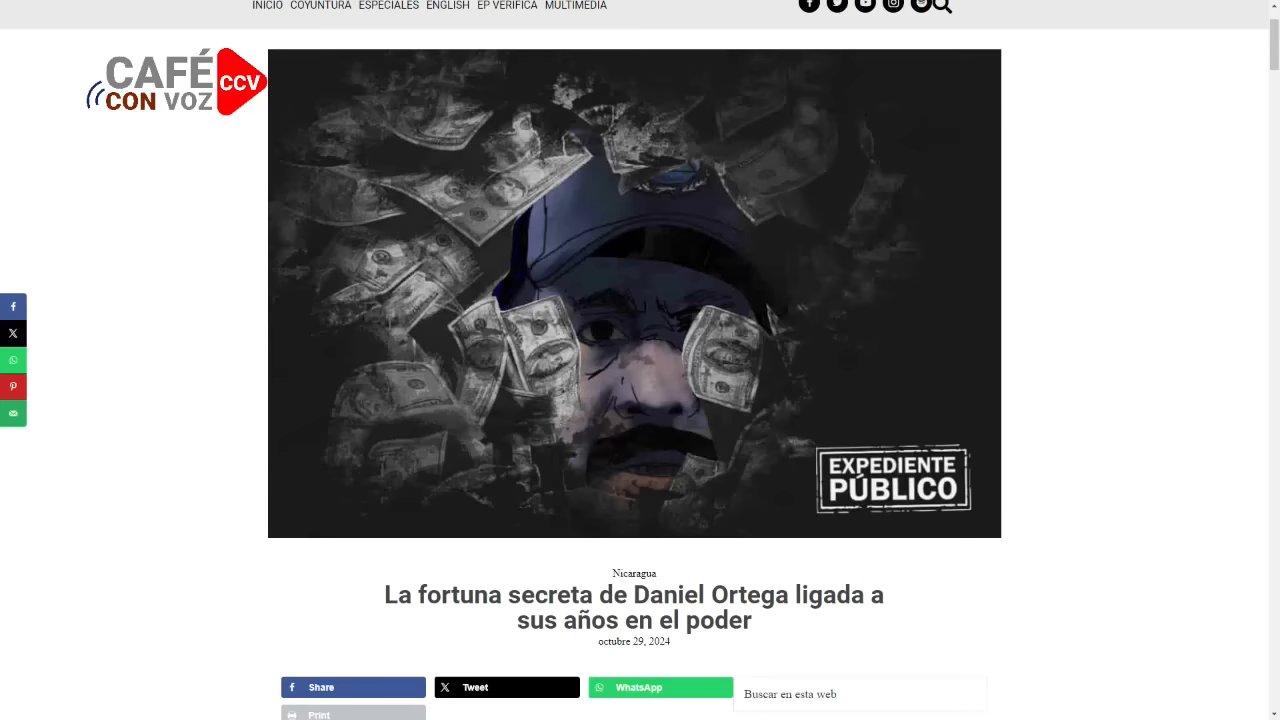 INICIO COYUNTURA ESPECIALES ENGLISH EP VERIFICA MULTIMEDIA
CAFÉ
CON VOZ
CCV
EXPEDIENTE
PÚBLICO
Nicaragua
La fortuna secreta de Daniel Ortega ligada a
sus años en el poder
octubre 29, 2024
Share
Tweet
WhatsApp
Buscar en esta web
Print